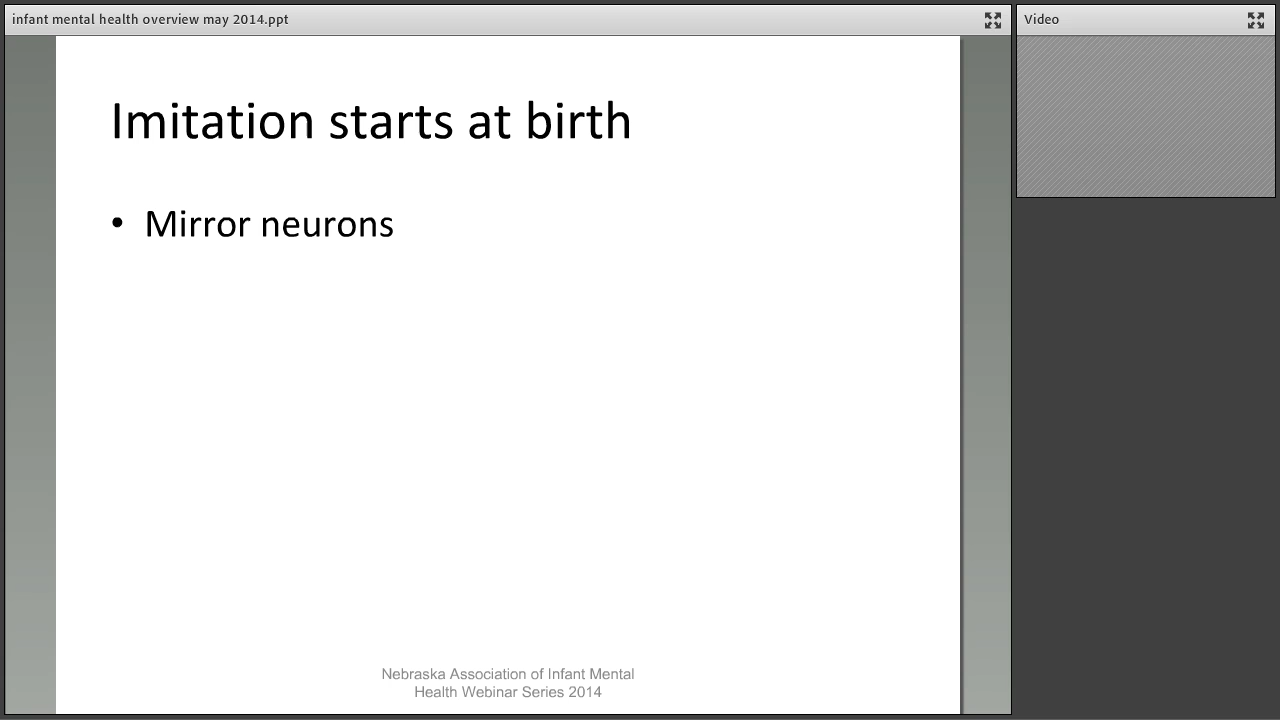 infant mental health overview may 2014.ppt
Video
Imitation starts at birth
• Mirror neurons
Nebraska Association of Infant Mental
Health Webinar Series 2014